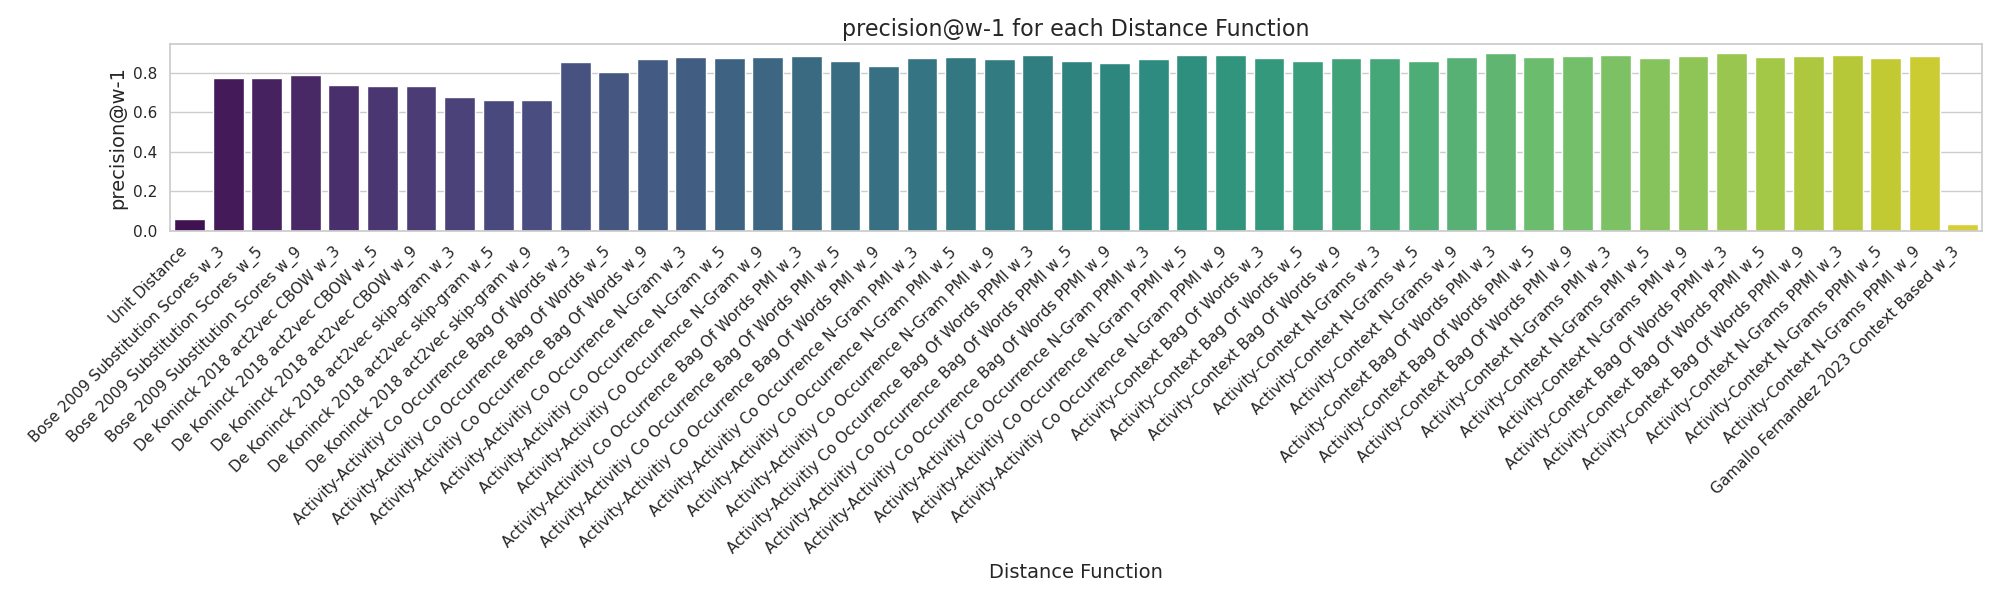 precision@w-1 for each Distance Function
precision@w-1
0.8
0.6
0.4
0.2
0.0
Unit Distance
Bose 2009 Substitution Scores w_3
Bose 2009 Substitution Scores w_5
Bose 2009 Substitution Scores w_9
De Koninck 2018 act2vec CBOW w_3
De Koninck 2018 act2vec CBOW w_5
De Koninck 2018 act2vec CBOW w_9
De Koninck 2018 act2vec skip-gram w_3
De Koninck 2018 act2vec skip-gram w_5
De Koninck 2018 act2vec skip-gram w_9
Activity-Activitiy Co Occurrence Bag Of Words w_3
Activity-Activitiy Co Occurrence Bag Of Words w_5
Activity-Activitiy Co Occurrence Bag Of Words w_9
Activity-Activitiy Co Occurrence N-Gram w_3
Activity-Activitiy Co Occurrence N-Gram w_5
Activity-Activitiy Co Occurrence N-Gram w_9
Activity-Activitiy Co Occurrence Bag Of Words PMI w_3
Activity-Activitiy Co Occurrence Bag Of Words PMI w_5
Activity-Activitiy Co Occurrence Bag Of Words PMI w_9
Activity-Activitiy Co Occurrence N-Gram PMI w_3
Activity-Activitiy Co Occurrence N-Gram PMI w_5
Activity-Activitiy Co Occurrence N-Gram PMI w_9
Activity-Activitiy Co Occurrence Bag Of Words PPMI w_3
Activity-Activitiy Co Occurrence Bag Of Words PPMI w_5
Activity-Activitiy Co Occurrence Bag Of Words PPMI w_9
Activity-Activitiy Co Occurrence N-Gram PPMI w_3
Activity-Activitiy Co Occurrence N-Gram PPMI w_5
Activity-Activitiy Co Occurrence N-Gram PPMI w_9
Activity-Context Bag Of Words w_3
Activity-Context Bag Of Words w_5
Activity-Context Bag Of Words w_9
Activity-Context N-Grams w_3
Activity-Context N-Grams w_5
Activity-Context N-Grams w_9
Activity-Context Bag Of Words PMI w_3
Activity-Context Bag Of Words PMI w_5
Activity-Context Bag Of Words PMI w_9
Activity-Context N-Grams PMI w_3
Activity-Context N-Grams PMI w_5
Activity-Context N-Grams PMI w_9
Activity-Context Bag Of Words PPMI w_3
Activity-Context Bag Of Words PPMI w_5
Activity-Context Bag Of Words PPMI w_9
Activity-Context N-Grams PPMI w_3
Activity-Context N-Grams PPMI w_5
Activity-Context N-Grams PPMI w_9
Gamallo Fernandez 2023 Context Based w_3
Distance Function